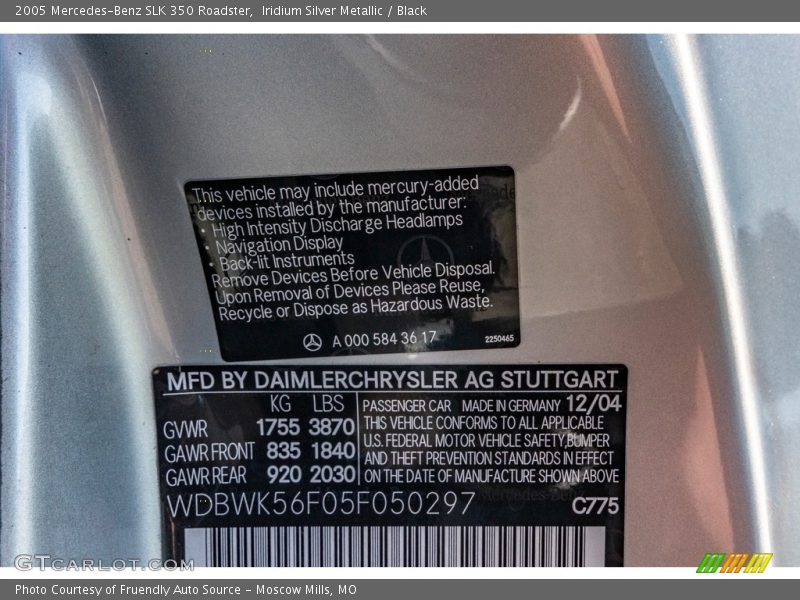 2005 Mercedes-Benz SLK 350 Roadster,  Iridium Silver Metallic / Black
This vehicle may include mercury-added
devices installed by the manufacturer:
· High Intensity Discharge Headlamps
· Navigation Display
· Back-lit Instruments
Remove Devices Before Vehicle Disposal.
Upon Removal of Devices Please Reuse,
Recycle or Dispose as Hazardous Waste.
A 000 584 36 17
2250465
MFD BY DAIMLERCHRYSLER AG STUTTGART
KG LBS
GVWR 1755 3870
GAWR FRONT 835 1840
GAWR REAR 920 2030
PASSENGER CAR MADE IN GERMANY 12/04
THIS VEHICLE CONFORMS TO ALL APPLICABLE
U.S. FEDERAL MOTOR VEHICLE SAFETY,BUMPER
AND THEFT PREVENTION STANDARDS IN EFFECT
ON THE DATE OF MANUFACTURE SHOWN ABOVE
WDBWK56F05F050297
C775
GTCARLOT.COM
Photo Courtesy of Fruendly Auto Source - Moscow Mills, MO